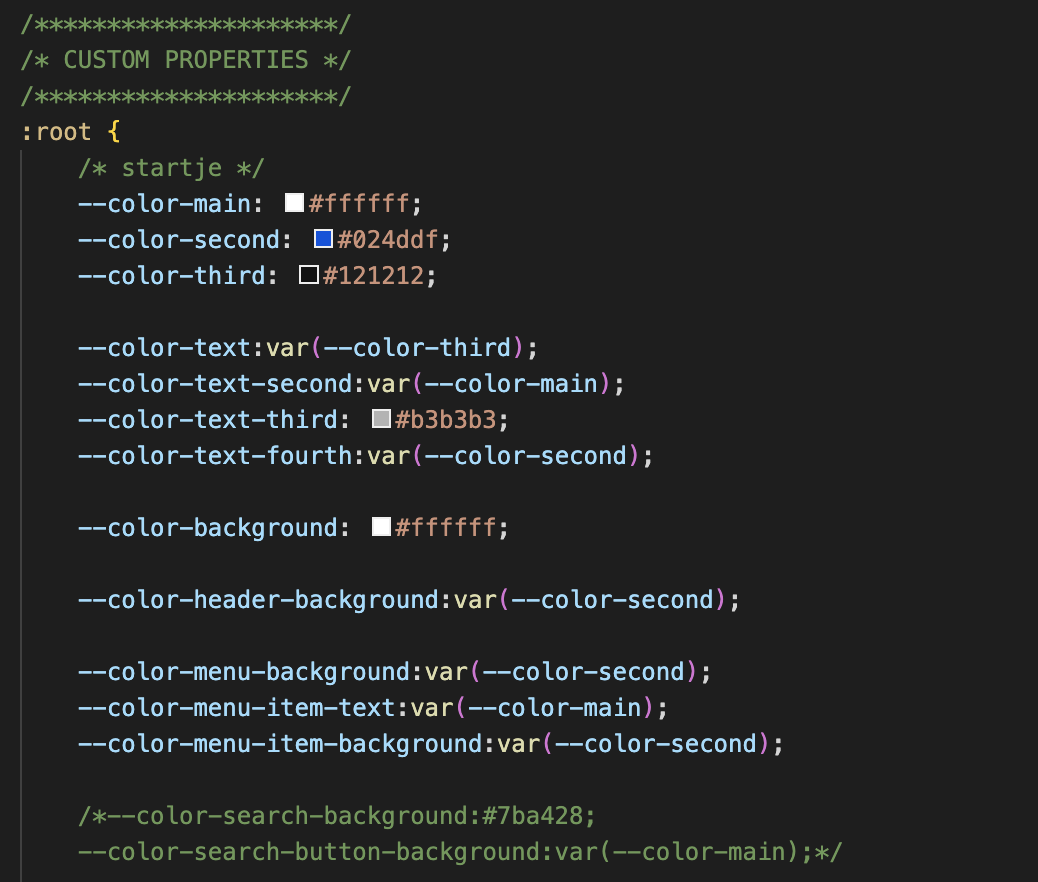 /*********************/
/* CUSTOM PROPERTIES */
/*********************/
:root {
    /* startje */
    --color-main: #ffffff;
    --color-second: #024ddf;
    --color-third: #121212;

    --color-text:var(--color-third);
    --color-text-second:var(--color-main);
    --color-text-third: #b3b3b3;
    --color-text-fourth:var(--color-second);

    --color-background: #ffffff;

    --color-header-background:var(--color-second);

    --color-menu-background:var(--color-second);
    --color-menu-item-text:var(--color-main);
    --color-menu-item-background:var(--color-second);

    /*--color-search-background:#7ba428;
    --color-search-button-background:var(--color-main);*/